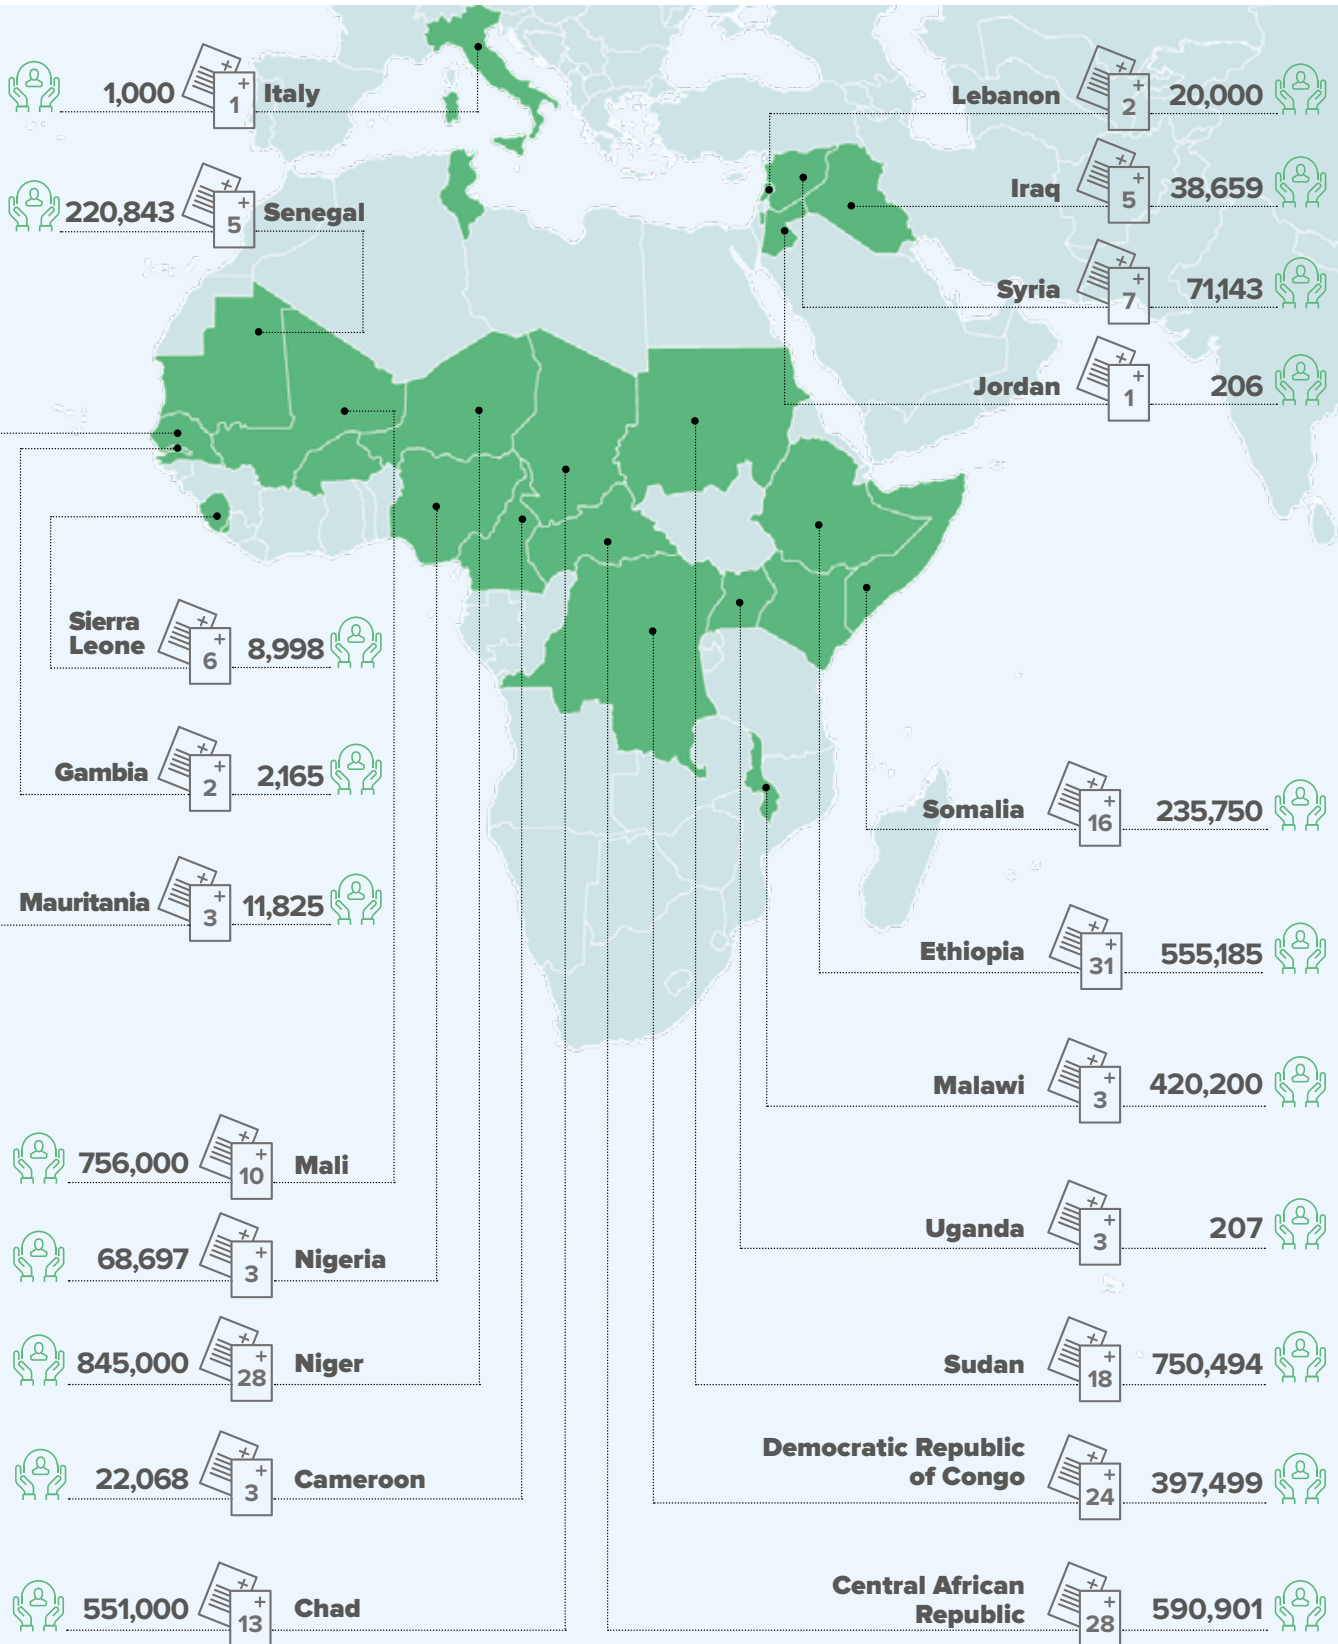 1,000 + + 1 Italy
220,843 + + 5 Senegal
Lebanon + + 2 20,000
Iraq + + 5 38,659
Syria + + 7 71,143
Jordan + + 1 206
Sierra
Leone + + 6 8,998
Gambia + + 2 2,165
Mauritania + + 3 11,825
756,000 + + 10 Mali
68,697 + + 3 Nigeria
845,000 + + 28 Niger
22,068 + + 3 Cameroon
551,000 + + 13 Chad
Somalia + + 16 235,750
Ethiopia + + 31 555,185
Malawi + + 3 420,200
Uganda + + 3 207
Sudan + + 18 750,494
Democratic Republic
of Congo + + 24 397,499
Central African
Republic + + 28 590,901